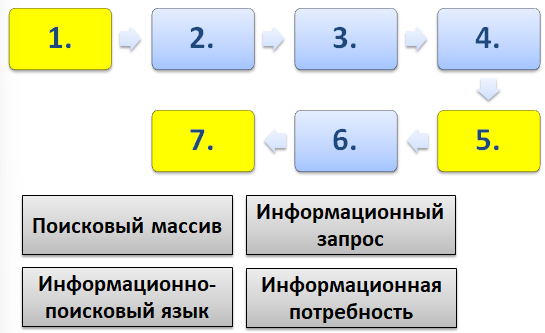 1.
2.
3.
4.
7.
6.
5.
Поисковый массив
Информационный
запрос
Информационно-
поисковый язык
Информационная
потребность